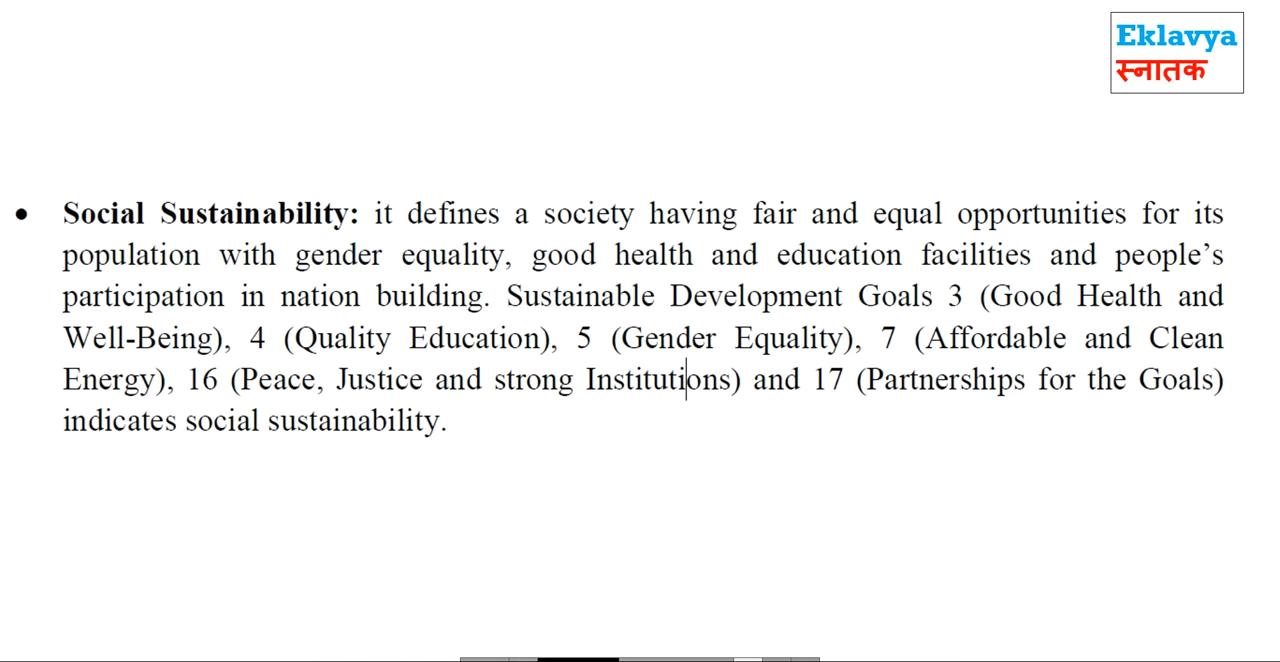 Eklavya
स्नातक
• Social Sustainability: it defines a society having fair and equal opportunities for its
population with gender equality, good health and education facilities and people’s
participation in nation building. Sustainable Development Goals 3 (Good Health and
Well-Being), 4 (Quality Education), 5 (Gender Equality), 7 (Affordable and Clean
Energy), 16 (Peace, Justice and strong Institutions) and 17 (Partnerships for the Goals)
indicates social sustainability.